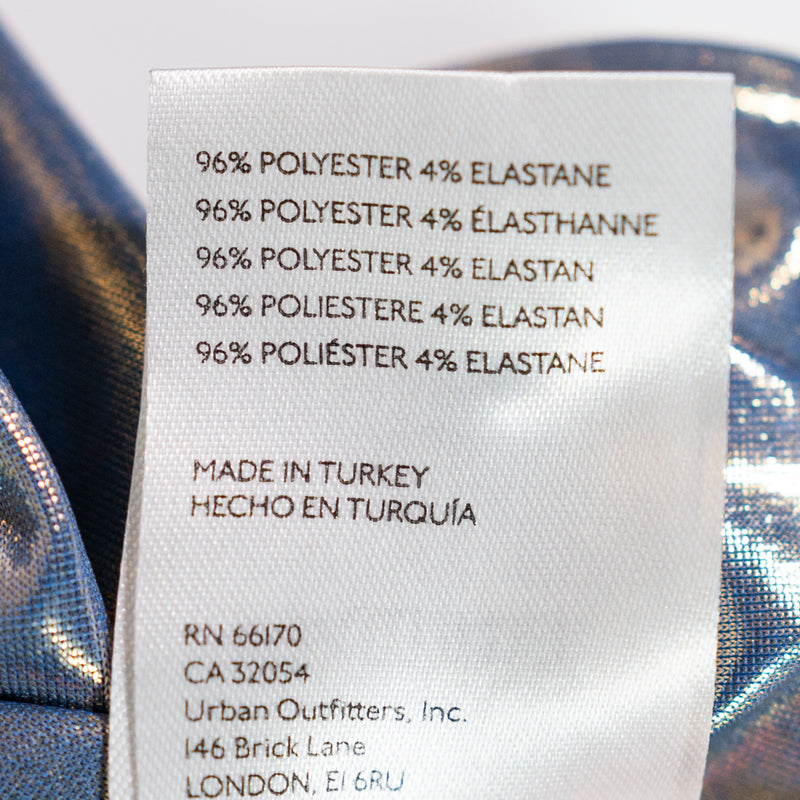 96% POLYESTER 4% ELASTANE
96% POLYESTER 4% ÉLASTHANNE
96% POLYESTER 4% ELASTAN
96% POLIESTERE 4% ELASTAN
96% POLIÉSTER 4% ELASTANE
MADE IN TURKEY
HECHO EN TURQUÍA
RN 66170
CA 32054
Urban Outfitters, Inc.
146 Brick Lane
LONDON, E1 6RU